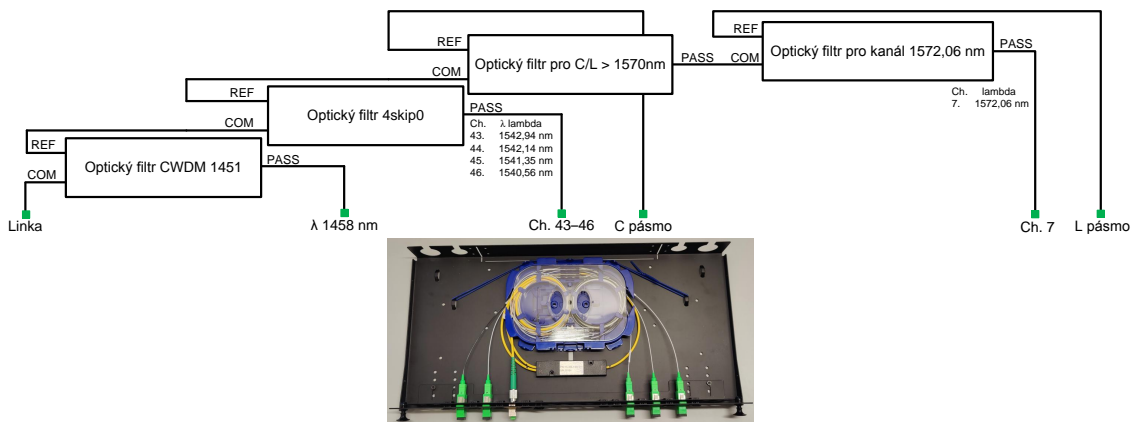 REF
REF
Optický filtr pro C/L > 1570nm
Optický filtr pro kanál 1572,06 nm
PASS
PASS
COM
COM
REF
Optický filtr 4skip0
PASS
Ch. lambda
7. 1572,06 nm
COM
Ch. λ lambda
43. 1542,94 nm
44. 1542,14 nm
45. 1541,35 nm
46. 1540,56 nm
REF
Optický filtr CWDM 1451
PASS
COM
Linka
λ 1458 nm
Ch. 43–46
C pásmo
Ch. 7
L pásmo